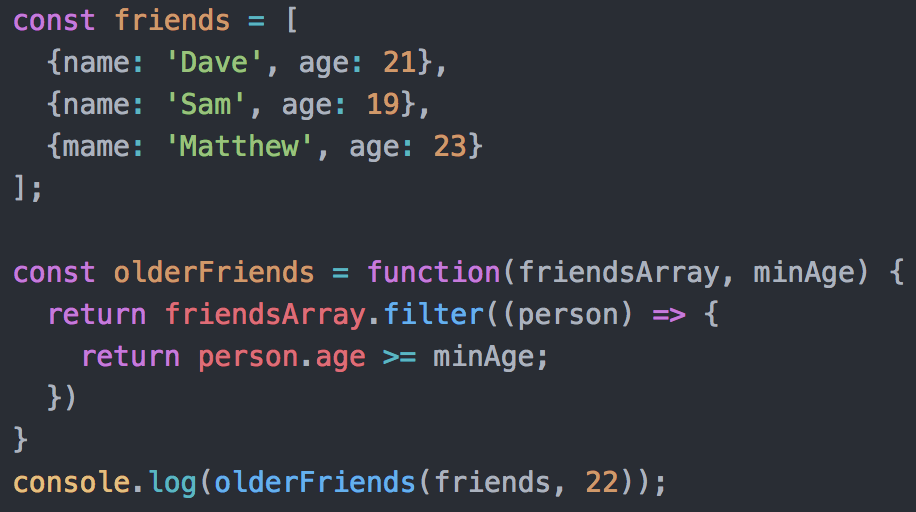 const friends = [
  {name: 'Dave', age: 21},
  {name: 'Sam', age: 19},
  {mame: 'Matthew', age: 23}
];

const olderFriends = function(friendsArray, minAge) {
  return friendsArray.filter((person) => {
    return person.age >= minAge;
  })
}
console.log(olderFriends(friends, 22));